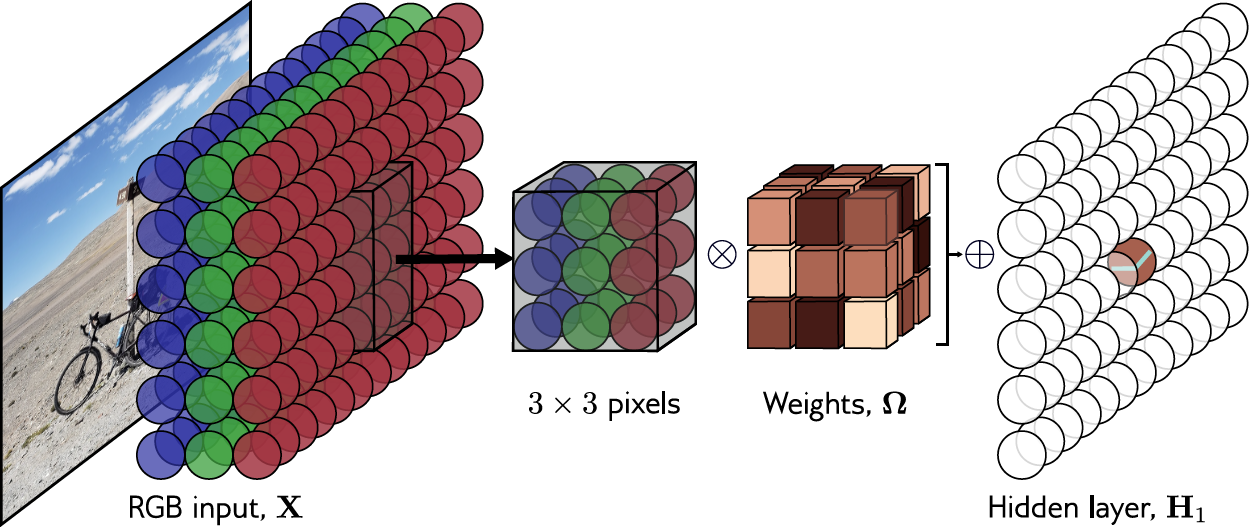 3 × 3 pixels
Weights, Ω
RGB input, X
Hidden layer, H₁